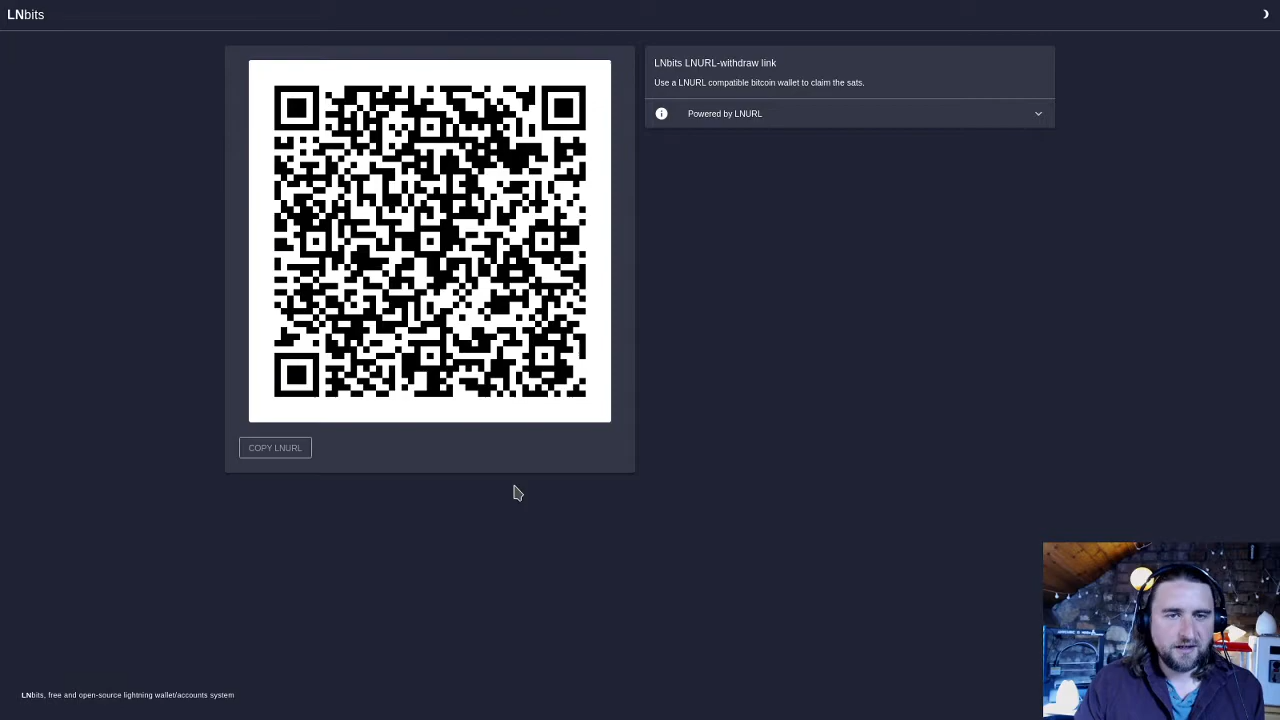 LNbits
LNbits LNURL-withdraw link
Use a LNURL compatible bitcoin wallet to claim the sats.
Powered by LNURL
COPY LNURL
LNbits, free and open-source lightning wallet/accounts system